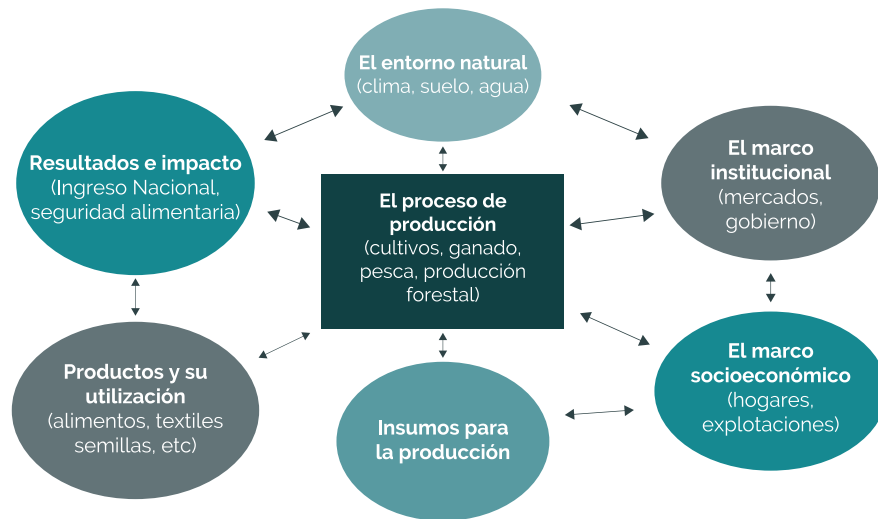 El entorno natural
(clima, suelo, agua)
Resultados e impacto
(Ingreso Nacional,
seguridad alimentaria)
El marco
institucional
(mercados,
gobierno)
El proceso de
producción
(cultivos, ganado,
pesca, producción
forestal)
Productos y su
utilización
(alimentos, textiles
semillas, etc)
Insumos para
la producción
El marco
socioeconómico
(hogares,
explotaciones)